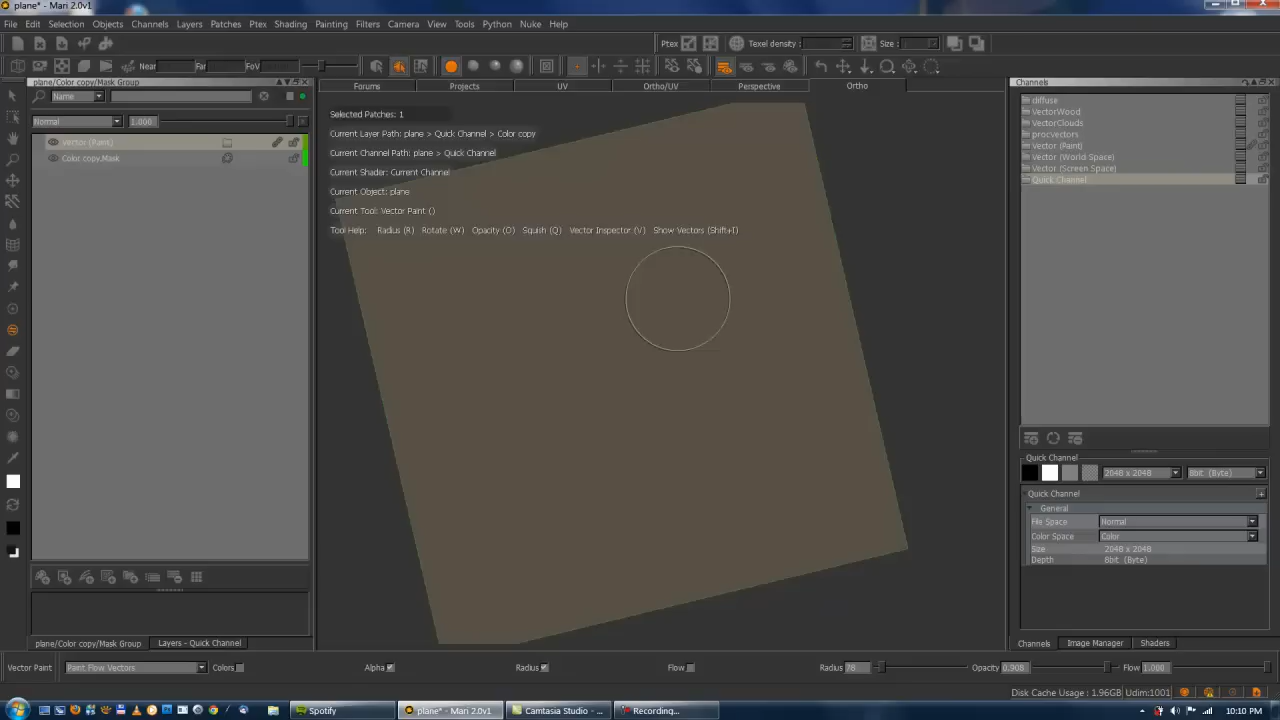 plane* - Mari 2.0v1
File Edit Selection Objects Channels Layers Patches Ptex Shading Painting Filters Camera View Tools Python Nuke Help
Ptex Texel density: Size :
Near Far FoV
plane/Color copy/Mask Group
Name
Normal 1.000
Vector (Paint)
Color copy.Mask
Forums Projects UV Ortho/UV Perspective Ortho
Selected Patches: 1
Current Layer Path: plane > Quick Channel > Color copy
Current Channel Path: plane > Quick Channel
Current Shader: Current Channel
Current Object: plane
Current Tool: Vector Paint ()
Tool Help: Radius (R) Rotate (W) Opacity (O) Squish (Q) Vector Inspector (V) Show Vectors (Shift+I)
Channels
diffuse
VectorWood
VectorClouds
procVectors
Vector (Paint)
Vector (World Space)
Vector (Screen Space)
Quick Channel
Quick Channel
2048 x 2048 8bit (Byte)
Quick Channel
General
File Space Normal
Color Space Color
Size 2048 x 2048
Depth 8bit (Byte)
plane/Color copy/Mask Group Layers - Quick Channel
Channels Image Manager Shaders
Vector Paint Paint Flow Vectors Colors Alpha Radius Flow Radius 78 Opacity 0.908 Flow 1.000
Disk Cache Usage : 1.96GB Udim:1001
Spotify plane* - Mari 2.0v1 Camtasia Studio - ... Recording... 10:10 PM